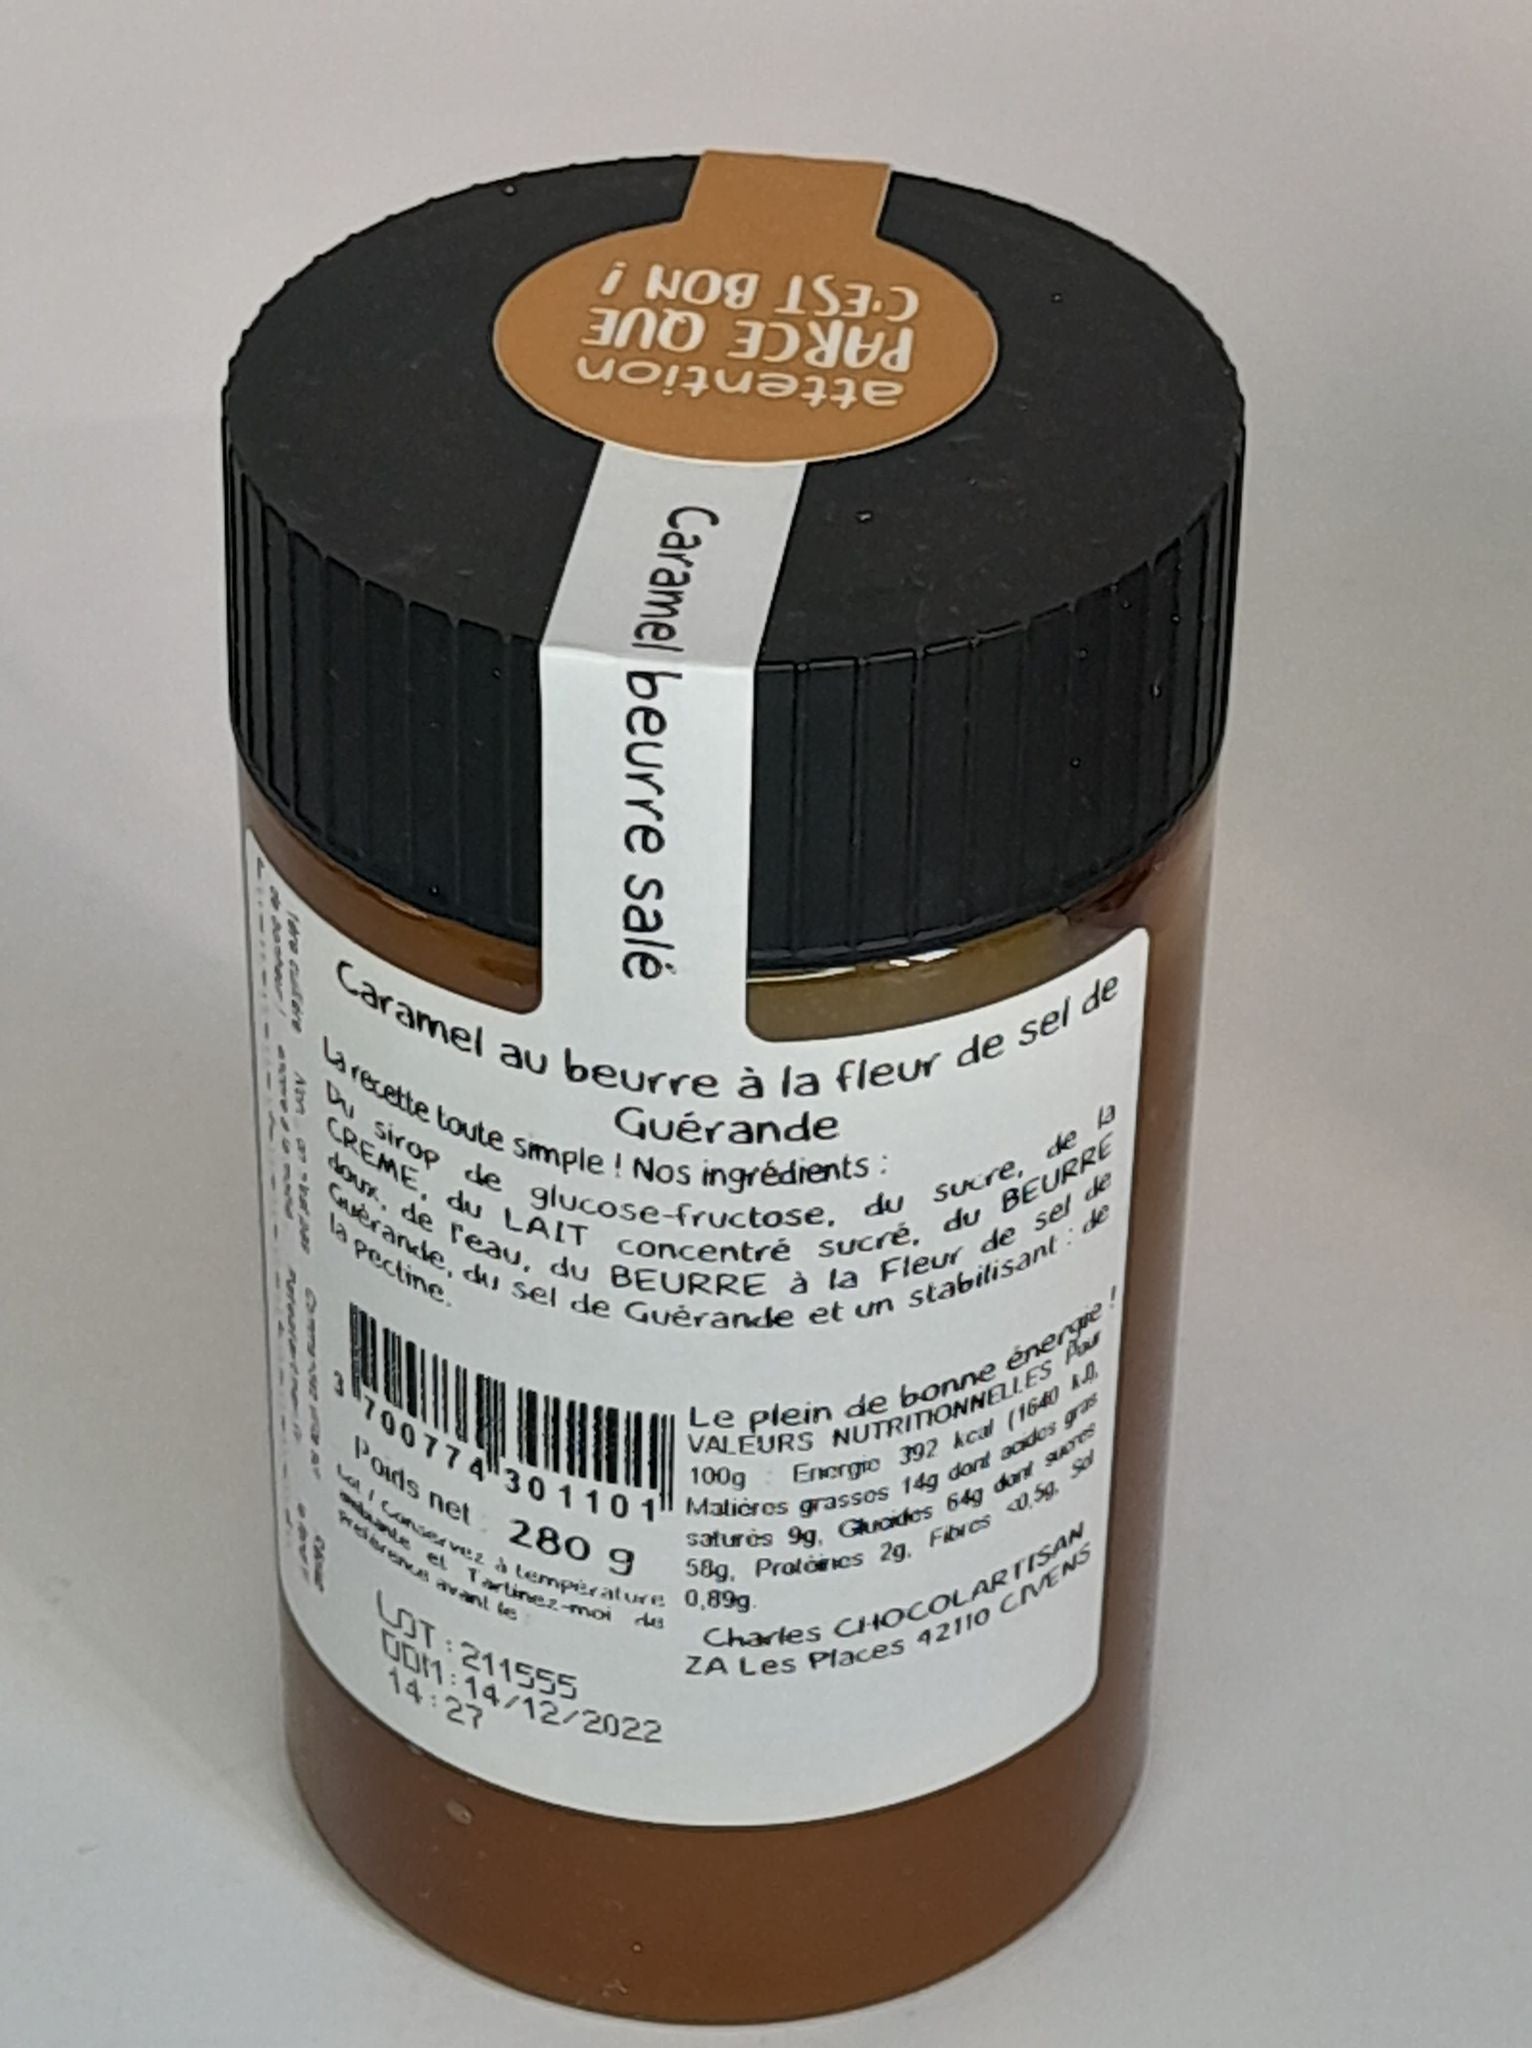 attention
PARCE QUE
C'EST BON !
Caramel beurre salé
Caramel au beurre à la fleur de sel de
Guérande
La recette toute simple ! Nos ingrédients :
Du sirop de glucose-fructose, du sucre, de la
CREME, du LAIT concentré sucré, du BEURRE
doux, de l'eau, du BEURRE à la Fleur de sel de
Guérande, du sel de Guérande et un stabilisant : de
la pectine.
3 700774 301101
Poids net : 280 g
Lot / Conservez à température
ambiante et Tartinez-moi de
préférence avant le :
LOT : 211555
DDM : 14/12/2022
14:27
Le plein de bonne énergie !
VALEURS NUTRITIONNELLES Pour
100g : Energie 392 kcal (1640 kJ),
Matières grasses 14g dont acides gras
saturés 9g, Glucides 64g dont sucres
58g, Protéines 2g, Fibres <0,5g, Sel
0,89g.
Charles CHOCOLARTISAN
ZA Les Places 42110 CIVENS